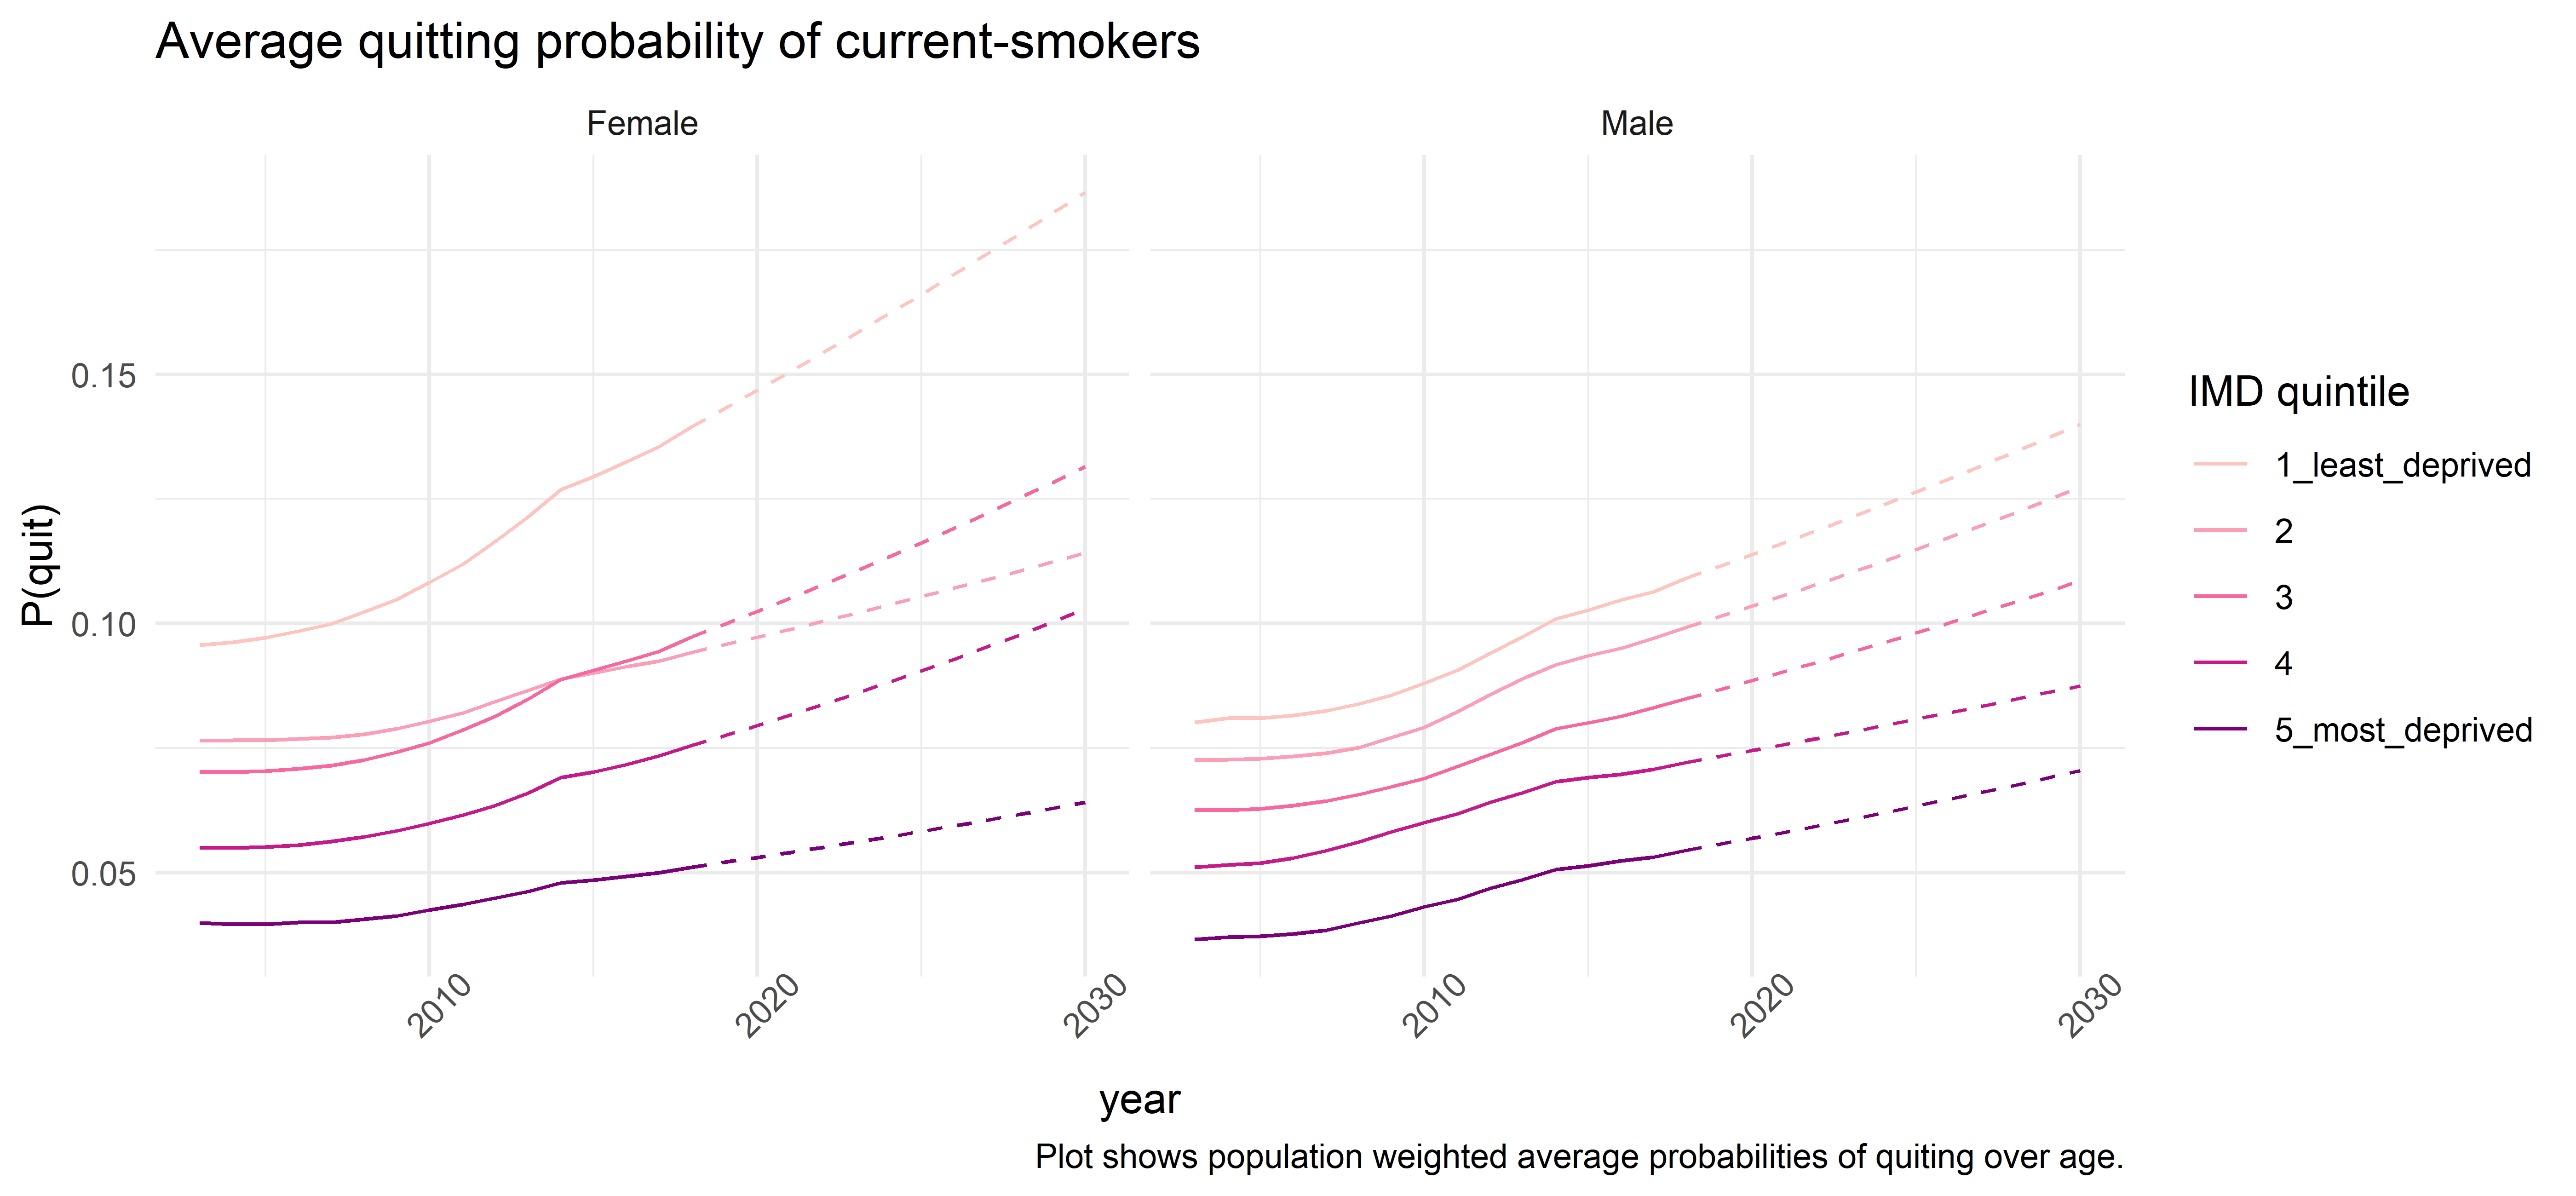 Average quitting probability of current-smokers
Female
Male
P(quit)
0.15
0.10
0.05
2010
2020
2030
2010
2020
2030
year
IMD quintile
1_least_deprived
2
3
4
5_most_deprived
Plot shows population weighted average probabilities of quiting over age.